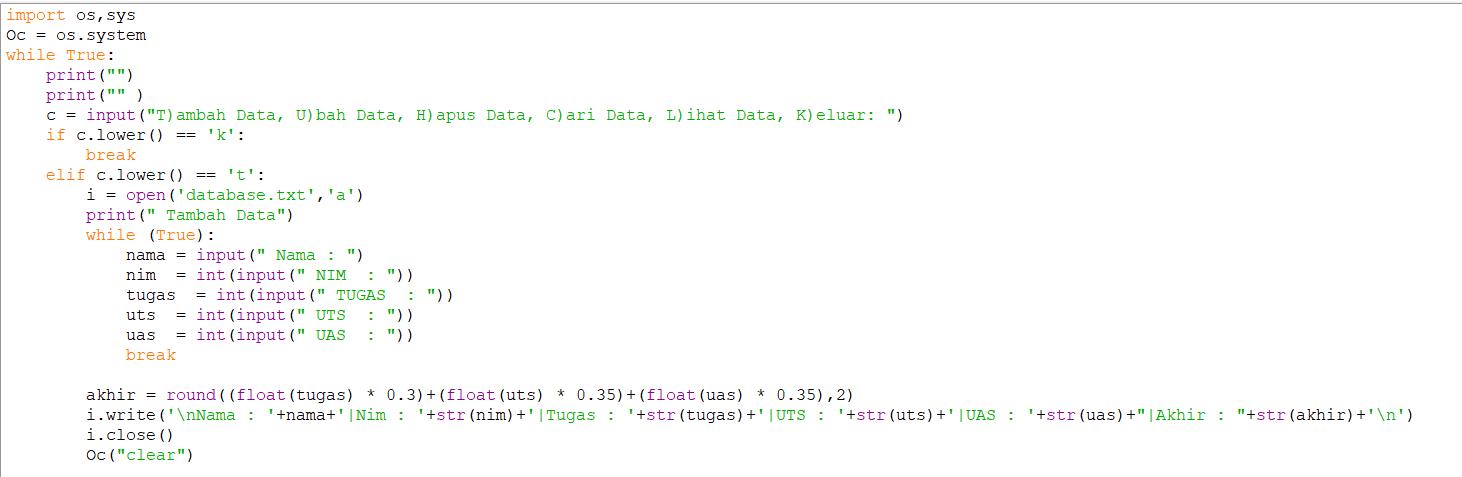 import os,sys
Oc = os.system
while True:
    print("")
    print("" )
    c = input("T)ambah Data, U)bah Data, H)apus Data, C)ari Data, L)ihat Data, K)eluar: ")
    if c.lower() == 'k':
        break
    elif c.lower() == 't':
        i = open('database.txt','a')
        print(" Tambah Data")
        while (True):
            nama = input(" Nama : ")
            nim  = int(input(" NIM  : "))
            tugas  = int(input(" TUGAS  : "))
            uts  = int(input(" UTS  : "))
            uas  = int(input(" UAS  : "))
            break

        akhir = round((float(tugas) * 0.3)+(float(uts) * 0.35)+(float(uas) * 0.35),2)
        i.write('\nNama : '+nama+'|Nim : '+str(nim)+'|Tugas : '+str(tugas)+'|UTS : '+str(uts)+'|UAS : '+str(uas)+"|Akhir : "+str(akhir)+'\n')
        i.close()
        Oc("clear")